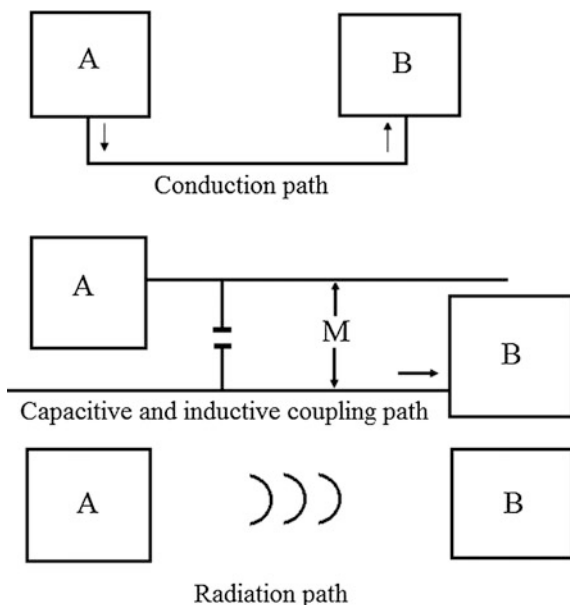 A
B
Conduction path
A
M
B
Capacitive and inductive coupling path
A
B
Radiation path